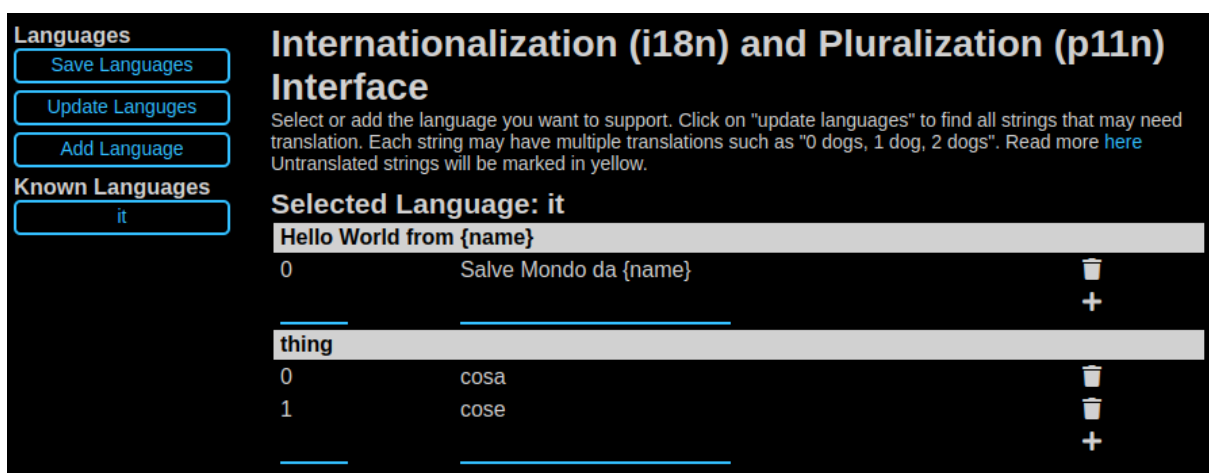 Languages
Save Languages
Update Languges
Add Language
Known Languages
it
Internationalization (i18n) and Pluralization (p11n)
Interface
Select or add the language you want to support. Click on "update languages" to find all strings that may need
translation. Each string may have multiple translations such as "0 dogs, 1 dog, 2 dogs". Read more here
Untranslated strings will be marked in yellow.
Selected Language: it
Hello World from {name}
0 Salve Mondo da {name}
thing
0 cosa
1 cose